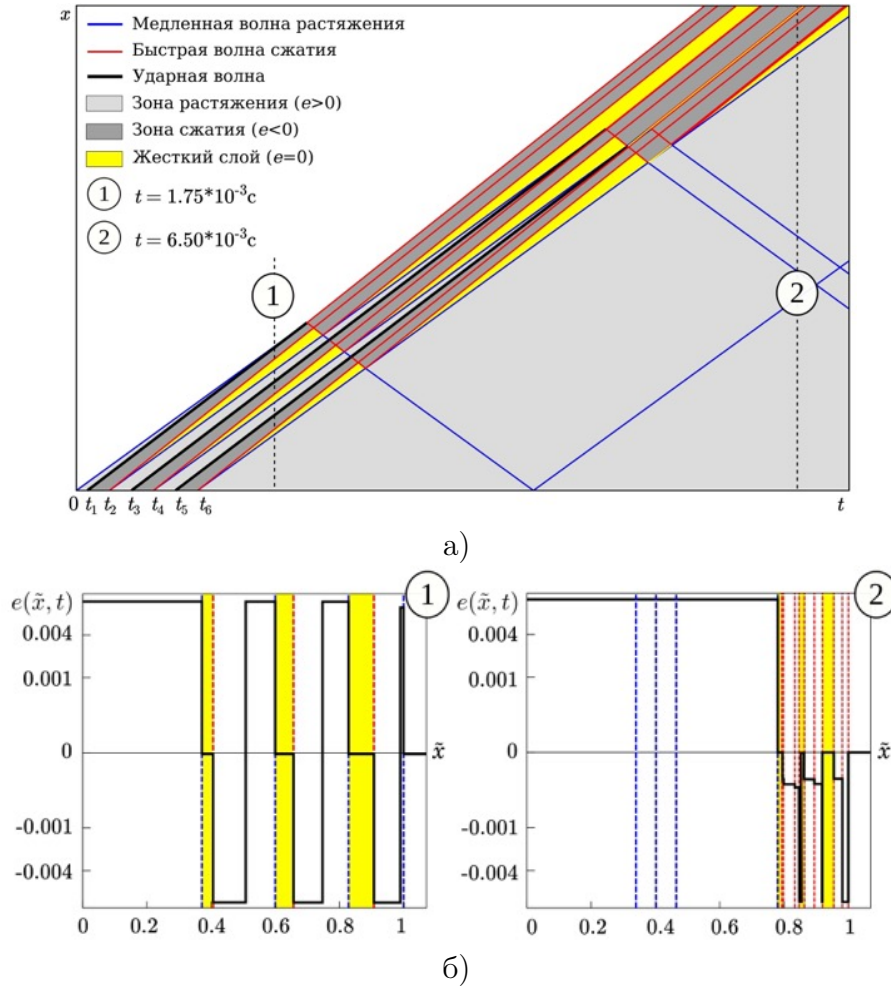 x
Медленная волна растяжения
Быстрая волна сжатия
Ударная волна
Зона растяжения (e>0)
Зона сжатия (e<0)
Жесткий слой (e=0)
1 t = 1.75*10⁻³с
2 t = 6.50*10⁻³с
1
2
0 t₁ t₂ t₃ t₄ t₅ t₆ t
а)
e(x̃, t)
1
0.004
0.001
0
x̃
-0.001
-0.004
0 0.2 0.4 0.6 0.8 1
e(x̃, t)
2
0.004
0.001
0
x̃
-0.001
-0.004
0 0.2 0.4 0.6 0.8 1
б)